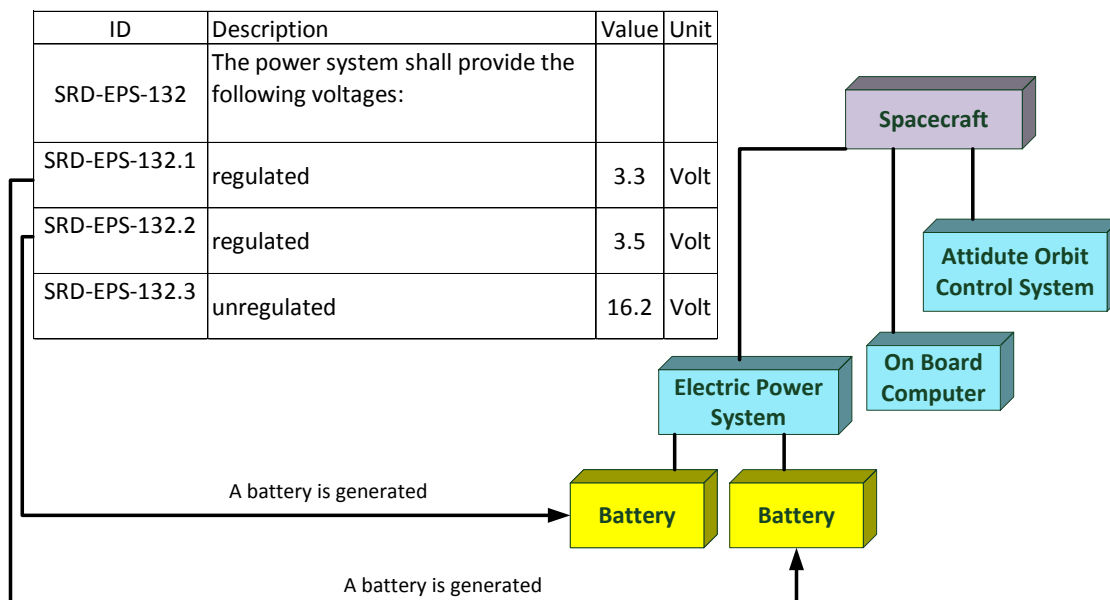 ID Description Value Unit
SRD-EPS-132 The power system shall provide the
following voltages:
SRD-EPS-132.1 regulated 3.3 Volt
SRD-EPS-132.2 regulated 3.5 Volt
SRD-EPS-132.3 unregulated 16.2 Volt
Spacecraft
Attidute Orbit
Control System
On Board
Computer
Electric Power
System
A battery is generated
Battery
Battery
A battery is generated